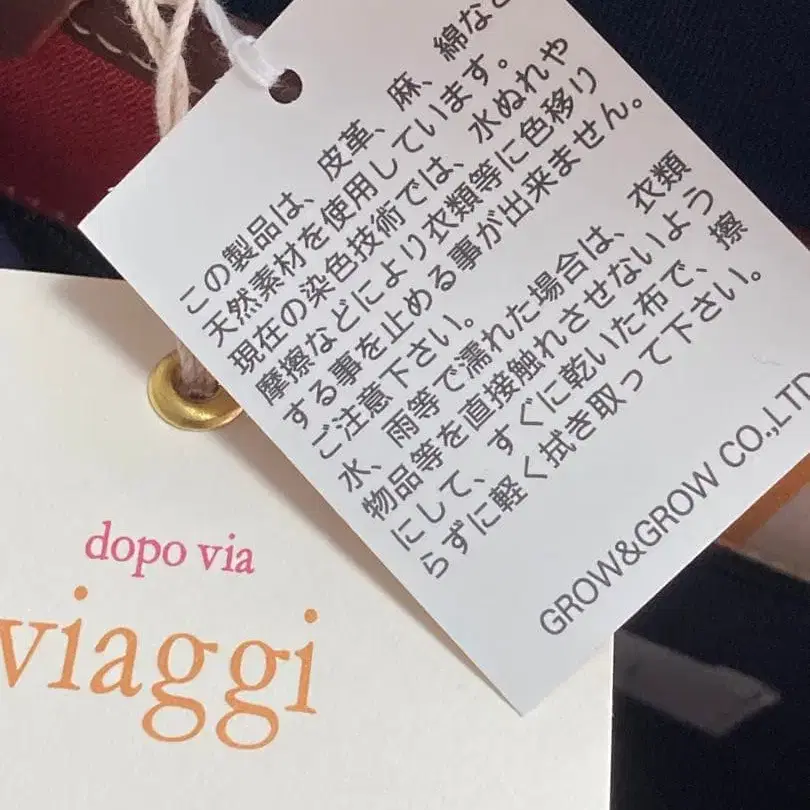 この製品は、皮革、麻、綿など
天然素材を使用しています。
現在の染色技術では、水ぬれや
摩擦などにより衣類等に色移り
する事を止める事が出来ません。
ご注意下さい。
水、雨等で濡れた場合は、衣類
物品等を直接触れさせないよう
にして、すぐに乾いた布で、擦
らずに軽く拭き取って下さい。
GROW&GROW CO.,LTD
dopo via
viaggi